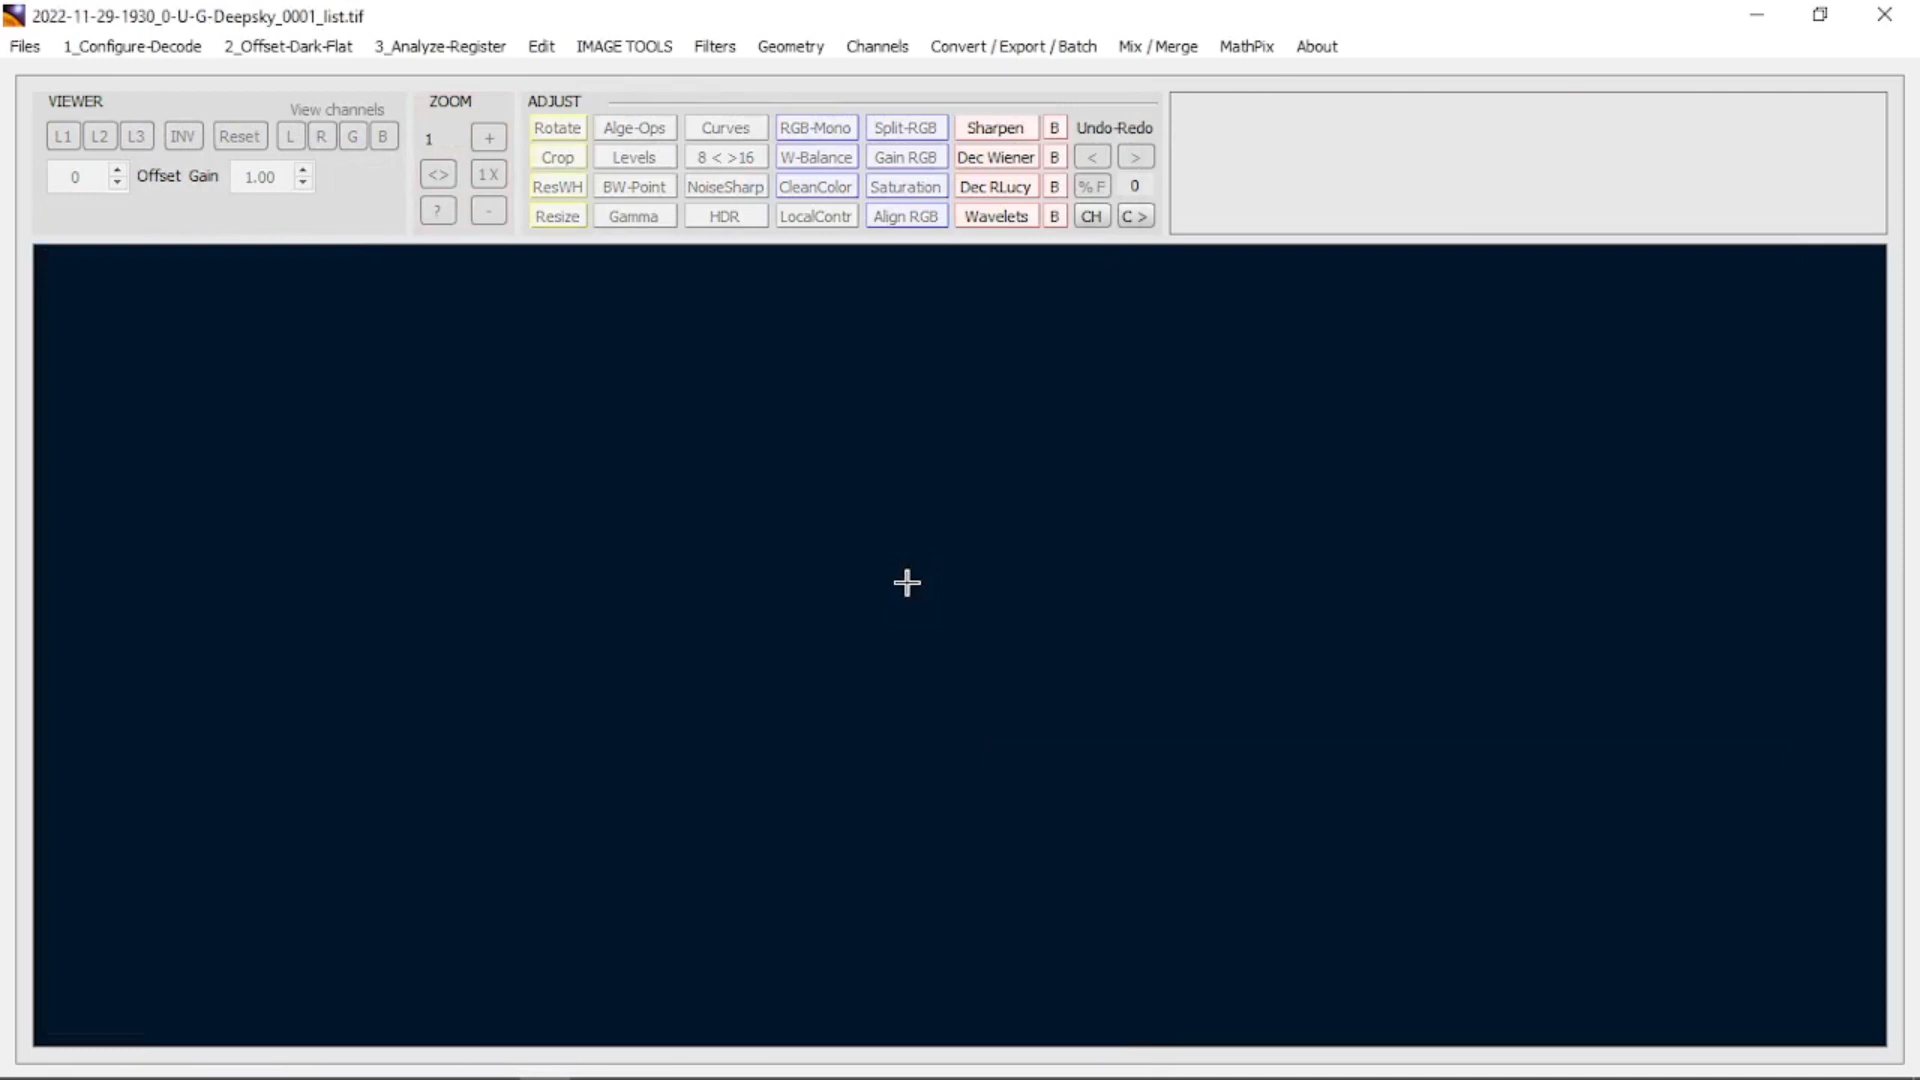 2022-11-29-1930_0-U-G-Deepsky_0001_list.tif
Files 1_Configure-Decode 2_Offset-Dark-Flat 3_Analyze-Register Edit IMAGE TOOLS Filters Geometry Channels Convert / Export / Batch Mix / Merge MathPix About
VIEWER View channels ZOOM ADJUST
L1 L2 L3 INV Reset L R G B 1 + Rotate Alge-Ops Curves RGB-Mono Split-RGB Sharpen B Undo-Redo
Crop Levels 8 < >16 W-Balance Gain RGB Dec Wiener B < >
0 Offset Gain 1.00 <> 1 X ResWH BW-Point NoiseSharp CleanColor Saturation Dec RLucy B % F 0
? - Resize Gamma HDR LocalContr Align RGB Wavelets B CH C >